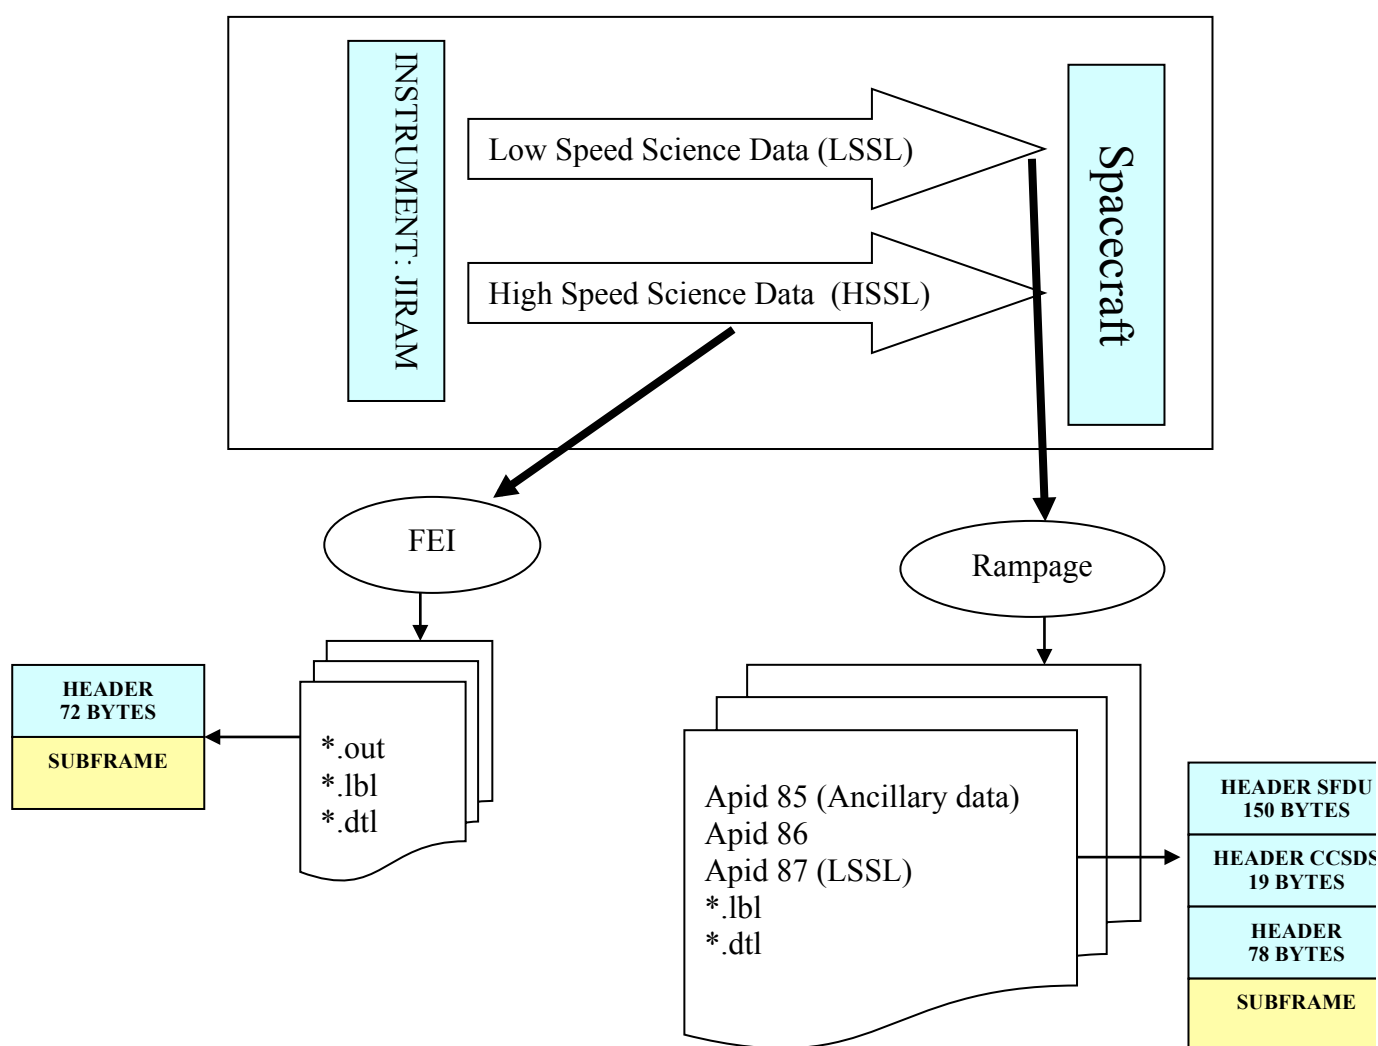 INSTRUMENT: JIRAM
Low Speed Science Data (LSSL)
High Speed Science Data (HSSL)
Spacecraft
FEI
Rampage
HEADER
72 BYTES
SUBFRAME
*.out
*.lbl
*.dtl
Apid 85 (Ancillary data)
Apid 86
Apid 87 (LSSL)
*.lbl
*.dtl
HEADER SFDU
150 BYTES
HEADER CCSDS
19 BYTES
HEADER
78 BYTES
SUBFRAME